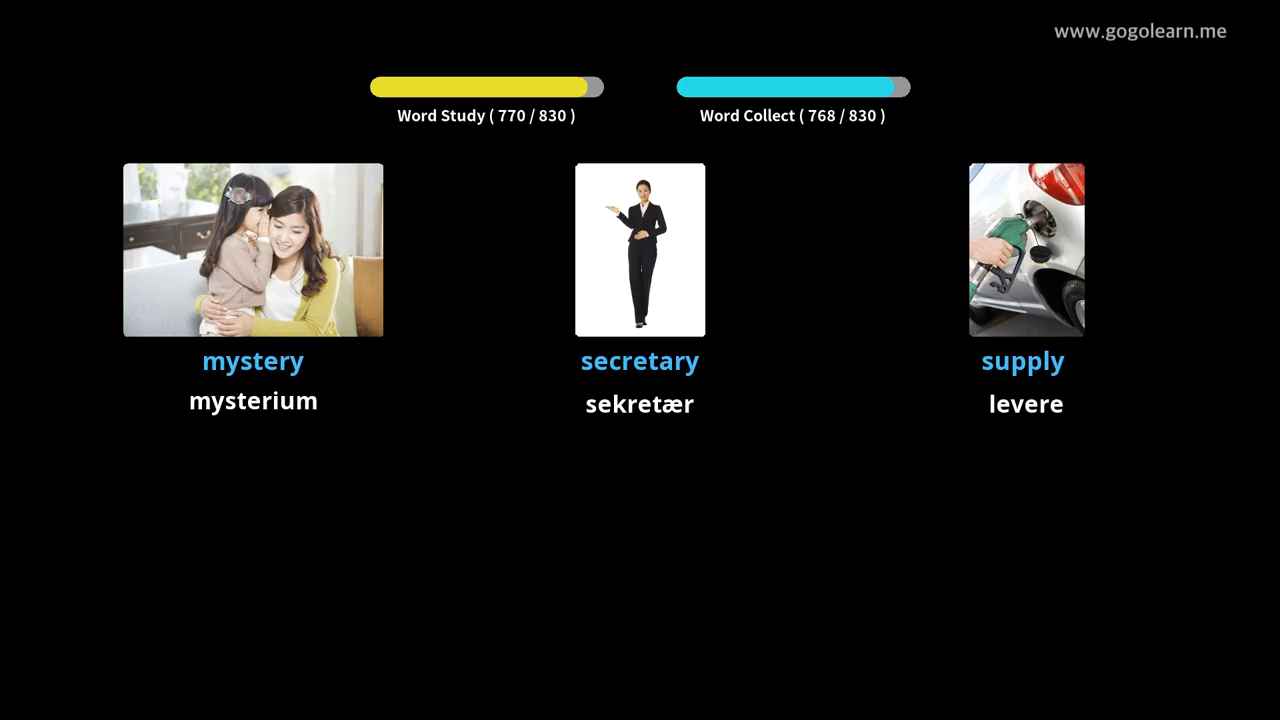 www.gogolearn.me
Word Study ( 770 / 830 )
Word Collect ( 768 / 830 )
mystery
mysterium
secretary
sekretær
supply
levere